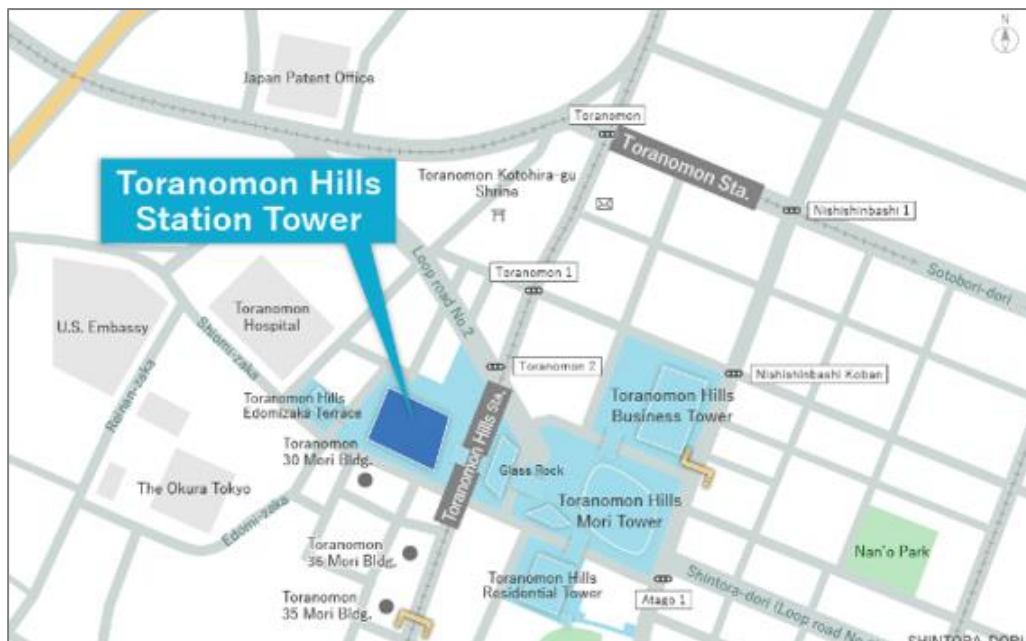 N
Japan Patent Office
Toranomon
Toranomon Sta.
Toranomon Hills
Station Tower
Toranomon Kotohira-gu
Shrine
Nishishinbashi 1
Sotobori-dori
Loop road No.2
Toranomon 1
U.S. Embassy
Toranomon
Hospital
Shiomi-zaka
Reinan-zaka
Toranomon 2
Nishishinbashi Koban
Toranomon Hills
Edomizaka Terrace
Toranomon Hills Sta.
Toranomon Hills
Business Tower
Toranomon
30 Mori Bldg.
Glass Rock
The Okura Tokyo
Toranomon Hills
Mori Tower
Edomi-zaka
Toranomon
36 Mori Bldg.
Nan'o Park
Toranomon Hills
Residential Tower
Toranomon
35 Mori Bldg.
Atago 1
Shintora-dori (Loop road No.
SHINTORA-DORI